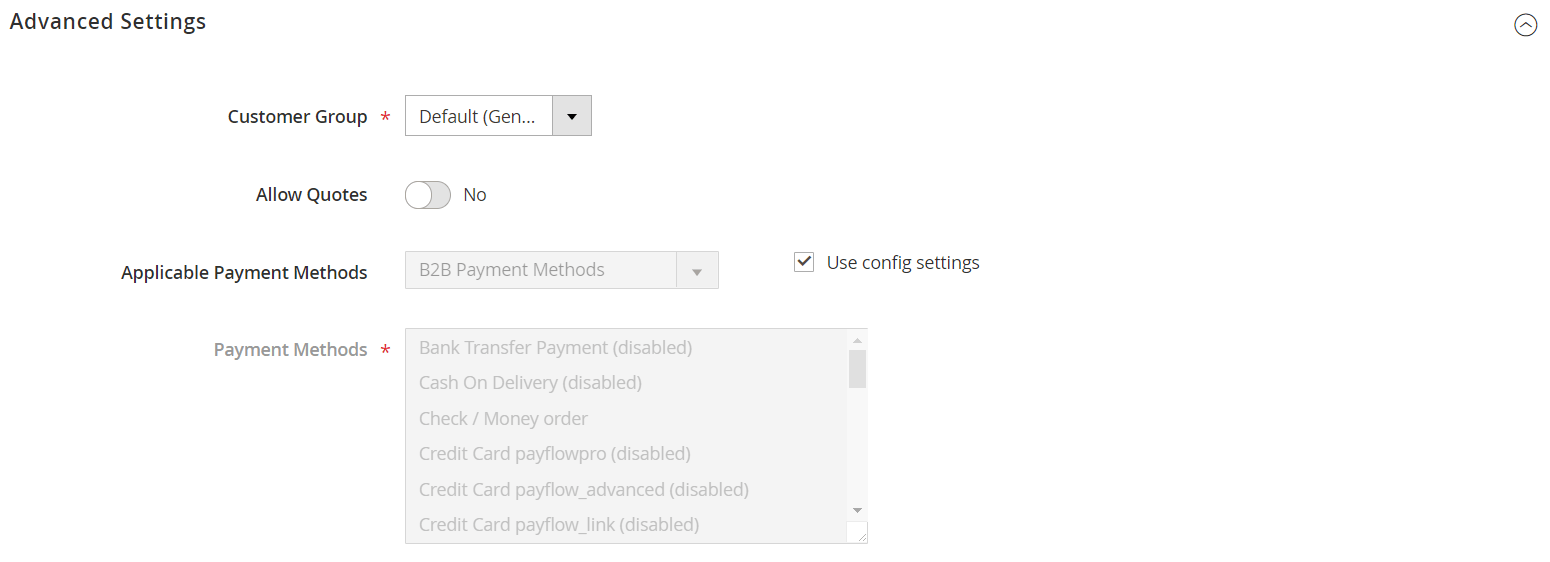 Advanced Settings
Customer Group * Default (Gen...
Allow Quotes No
Applicable Payment Methods B2B Payment Methods Use config settings
Payment Methods * Bank Transfer Payment (disabled)
Cash On Delivery (disabled)
Check / Money order
Credit Card payflowpro (disabled)
Credit Card payflow_advanced (disabled)
Credit Card payflow_link (disabled)